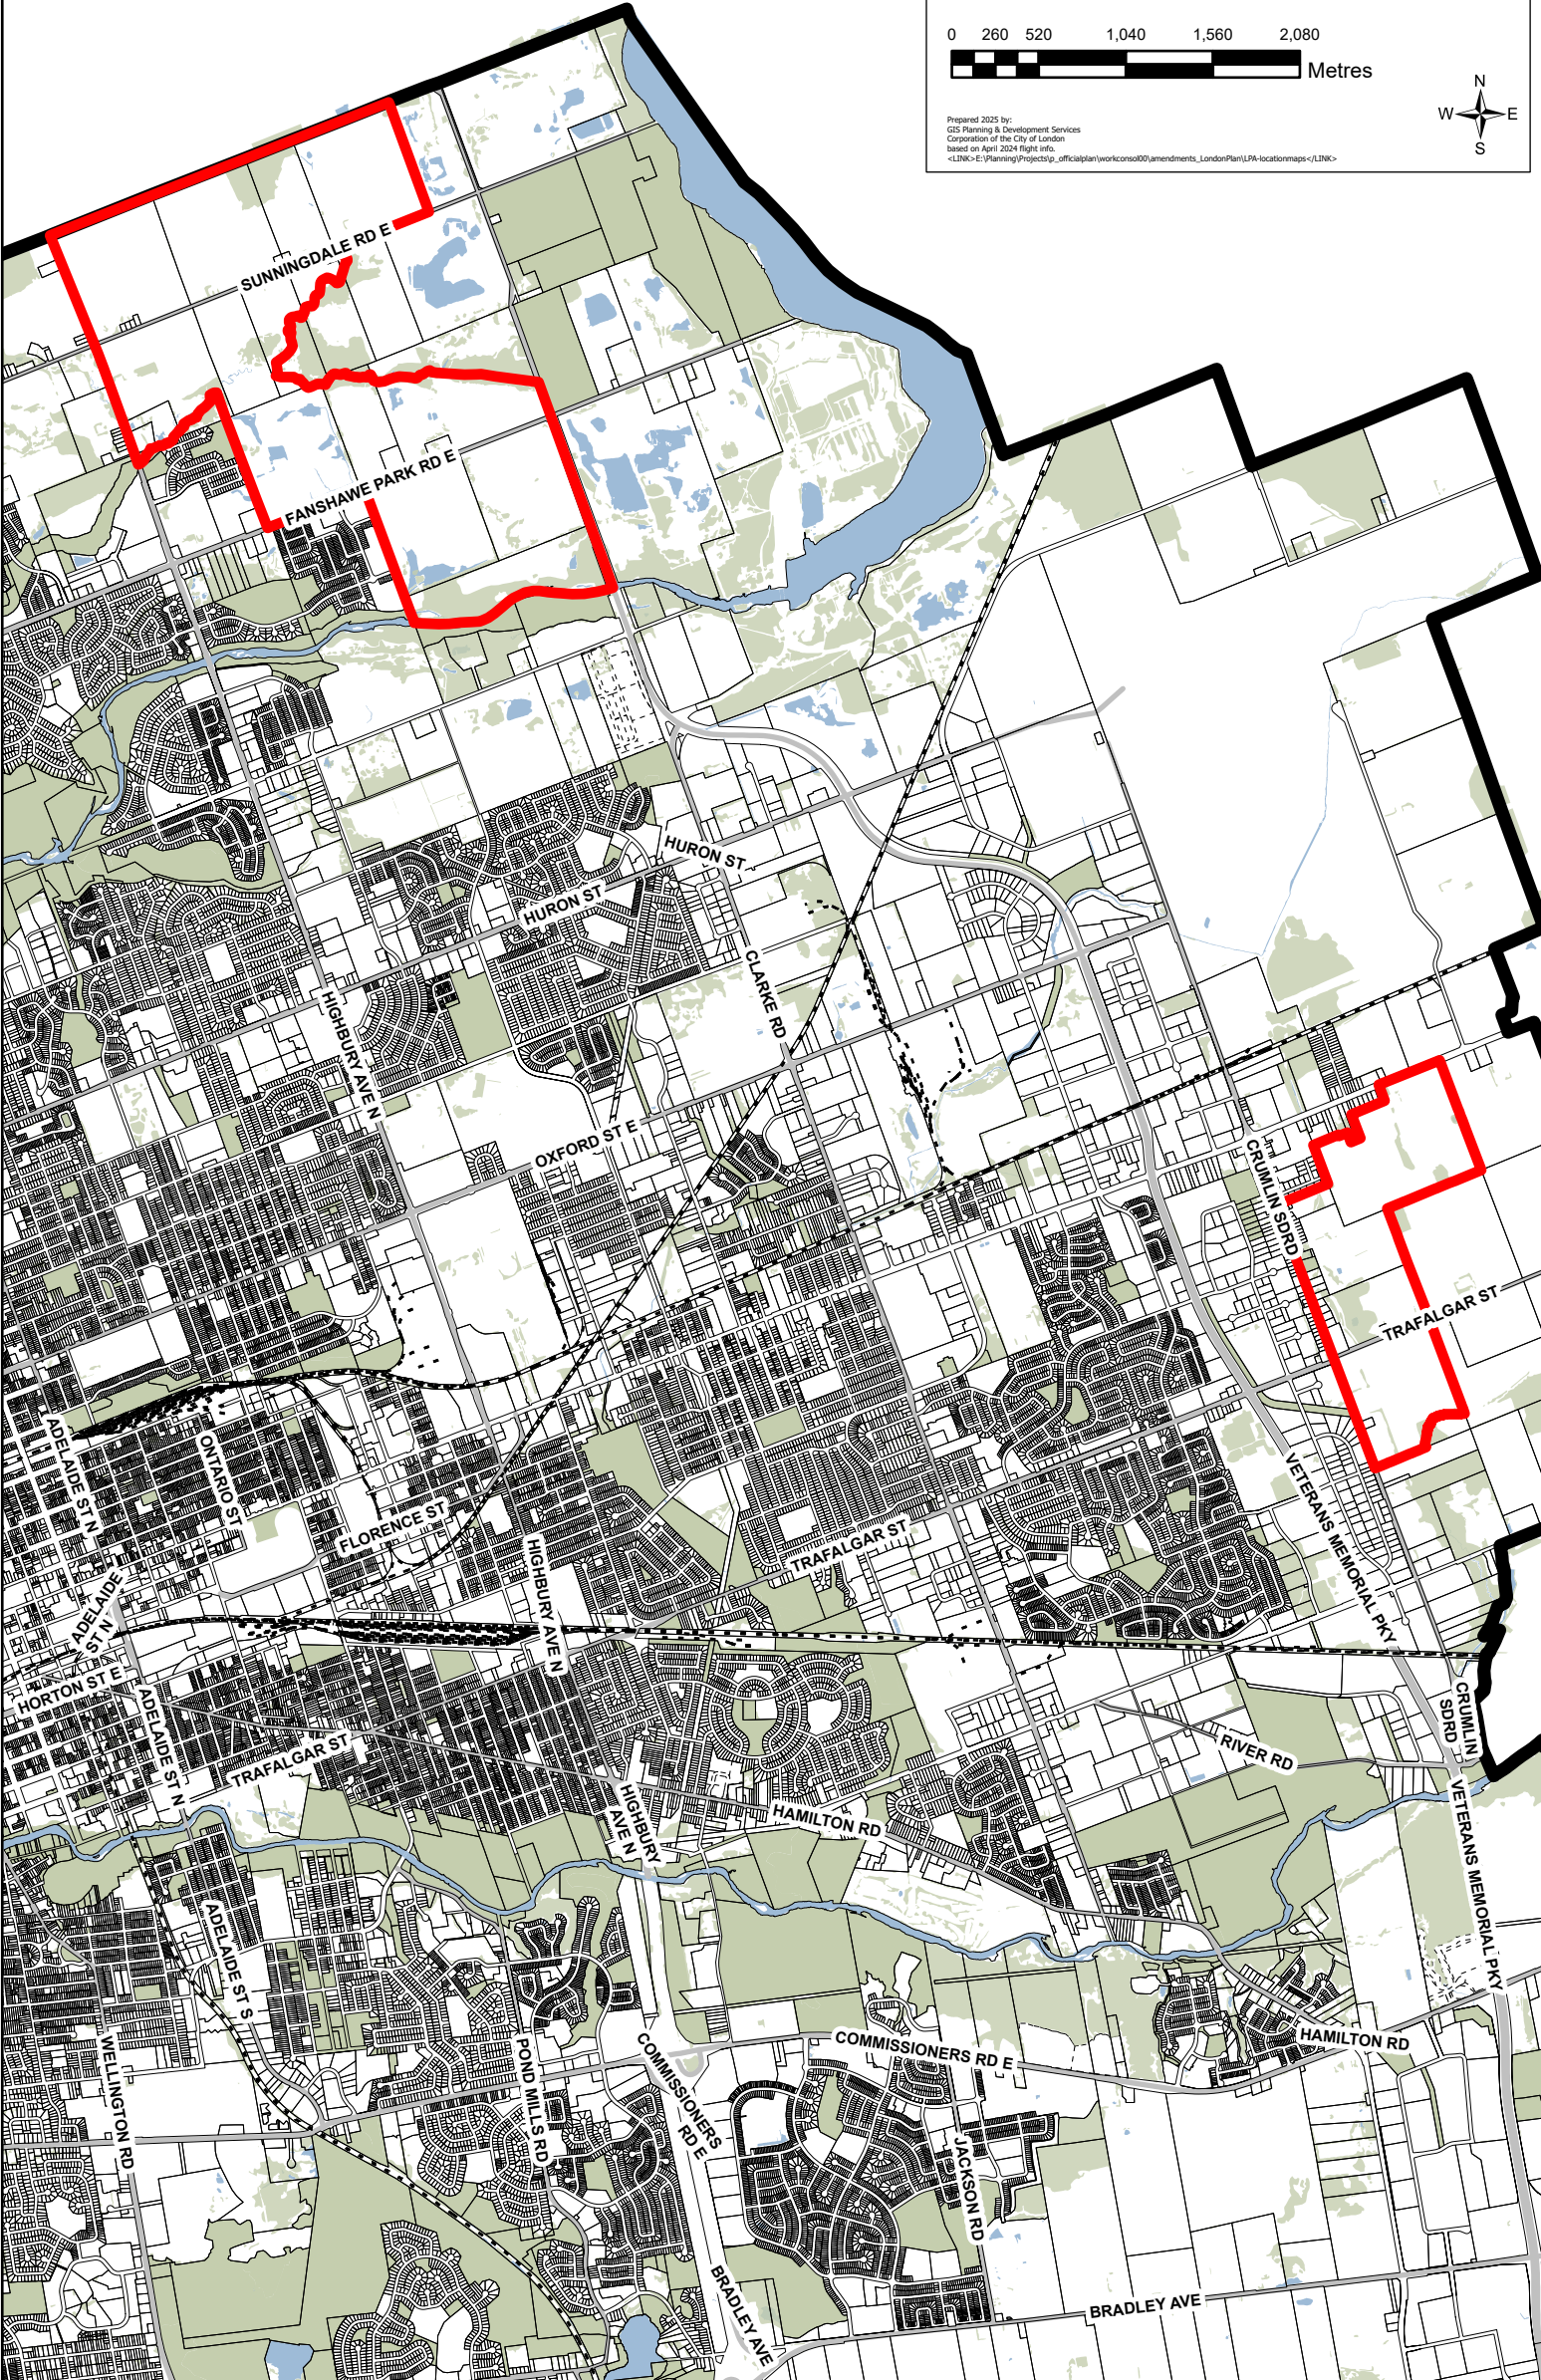 0 260 520 1,040 1,560 2,080
Metres
N
W E
S
Prepared 2025 by:
GIS Planning & Development Services
Corporation of the City of London
based on April 2024 flight info.
<LINK>E:\Planning\Projects\p_officialplan\workconsol00\amendments_LondonPlan\LPA-locationmaps</LINK>
SUNNINGDALE RD E
FANSHAWE PARK RD E
HURON ST
HURON ST
CLARKE RD
HIGHBURY AVE N
OXFORD ST E
CRUMLIN SDRD
TRAFALGAR ST
ADELAIDE ST N
ONTARIO ST
FLORENCE ST
HIGHBURY AVE N
TRAFALGAR ST
VETERANS MEMORIAL PKY
ADELAIDE
ST N
HORTON ST E
ADELAIDE ST N
TRAFALGAR ST
CRUMLIN
SDRD
RIVER RD
HIGHBURY
AVE N
HAMILTON RD
VETERANS MEMORIAL PKY
ADELAIDE ST S
WELLINGTON RD
POND MILLS RD
COMMISSIONERS
RD E
COMMISSIONERS RD E
HAMILTON RD
JACKSON RD
BRADLEY AVE
BRADLEY AVE